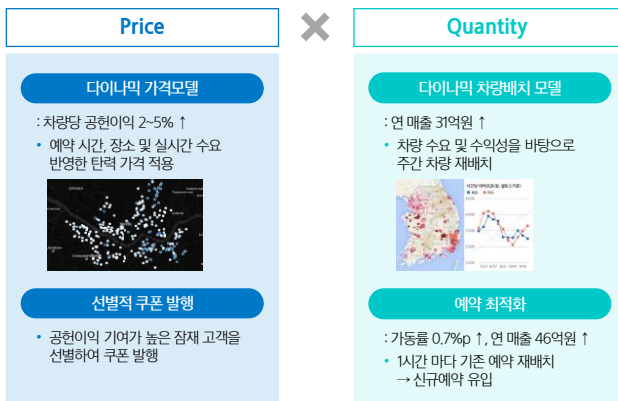 Price
×
Quantity
다이나믹 가격모델
: 차량당 공헌이익 2~5% ↑
• 예약 시간, 장소 및 실시간 수요
반영한 탄력 가격 적용
선별적 쿠폰 발행
• 공헌이익 기여가 높은 잠재 고객을
선별하여 쿠폰 발행
다이나믹 차량배치 모델
: 연 매출 31억원 ↑
• 차량 수요 및 수익성을 바탕으로
주간 차량 재배치
예약 최적화
: 가동률 0.7%p ↑, 연 매출 46억원 ↑
• 1시간 마다 기존 예약 재배치
→ 신규예약 유입